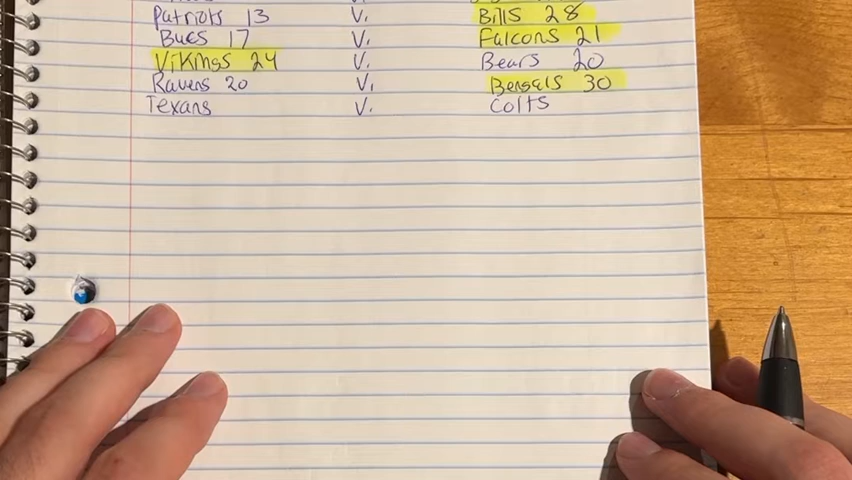 Patriots 13 V. Bills 28
Bucs 17 V. Falcons 21
Vikings 24 V. Bears 20
Ravens 20 V. Bengals 30
Texans V. Colts